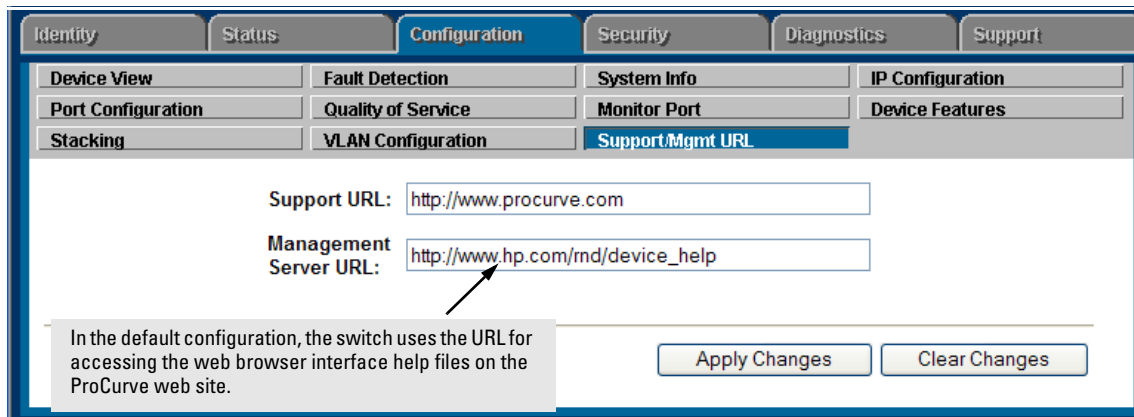 Identity Status Configuration Security Diagnostics Support
Device View Fault Detection System Info IP Configuration
Port Configuration Quality of Service Monitor Port Device Features
Stacking VLAN Configuration Support/Mgmt URL
Support URL: http://www.procurve.com
Management
Server URL: http://www.hp.com/rnd/device_help
In the default configuration, the switch uses the URL for
accessing the web browser interface help files on the
ProCurve web site.
Apply Changes Clear Changes